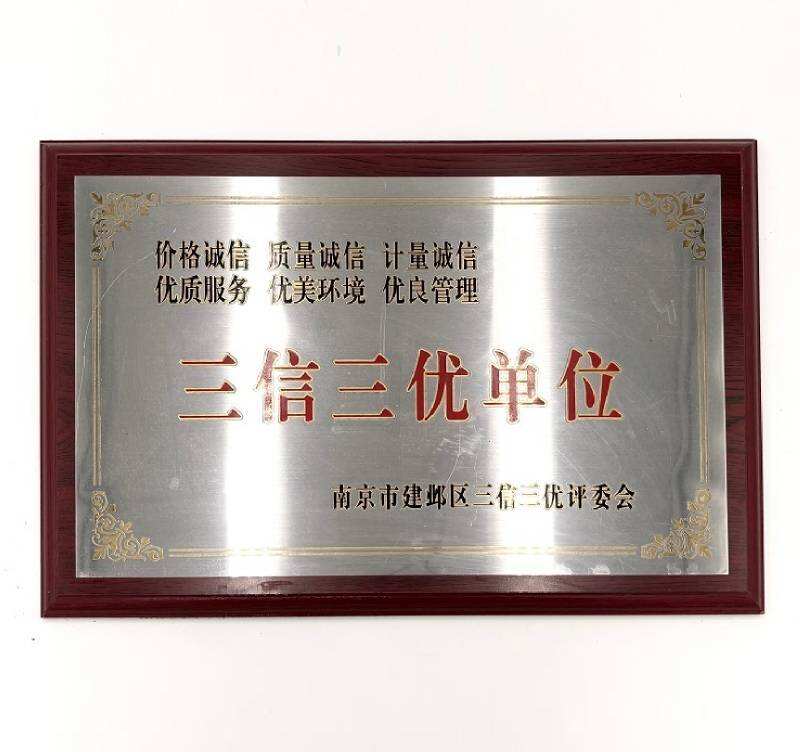 价格诚信 质量诚信 计量诚信
优质服务 优美环境 优良管理
三信三优单位
南京市建邺区三信三优评委会